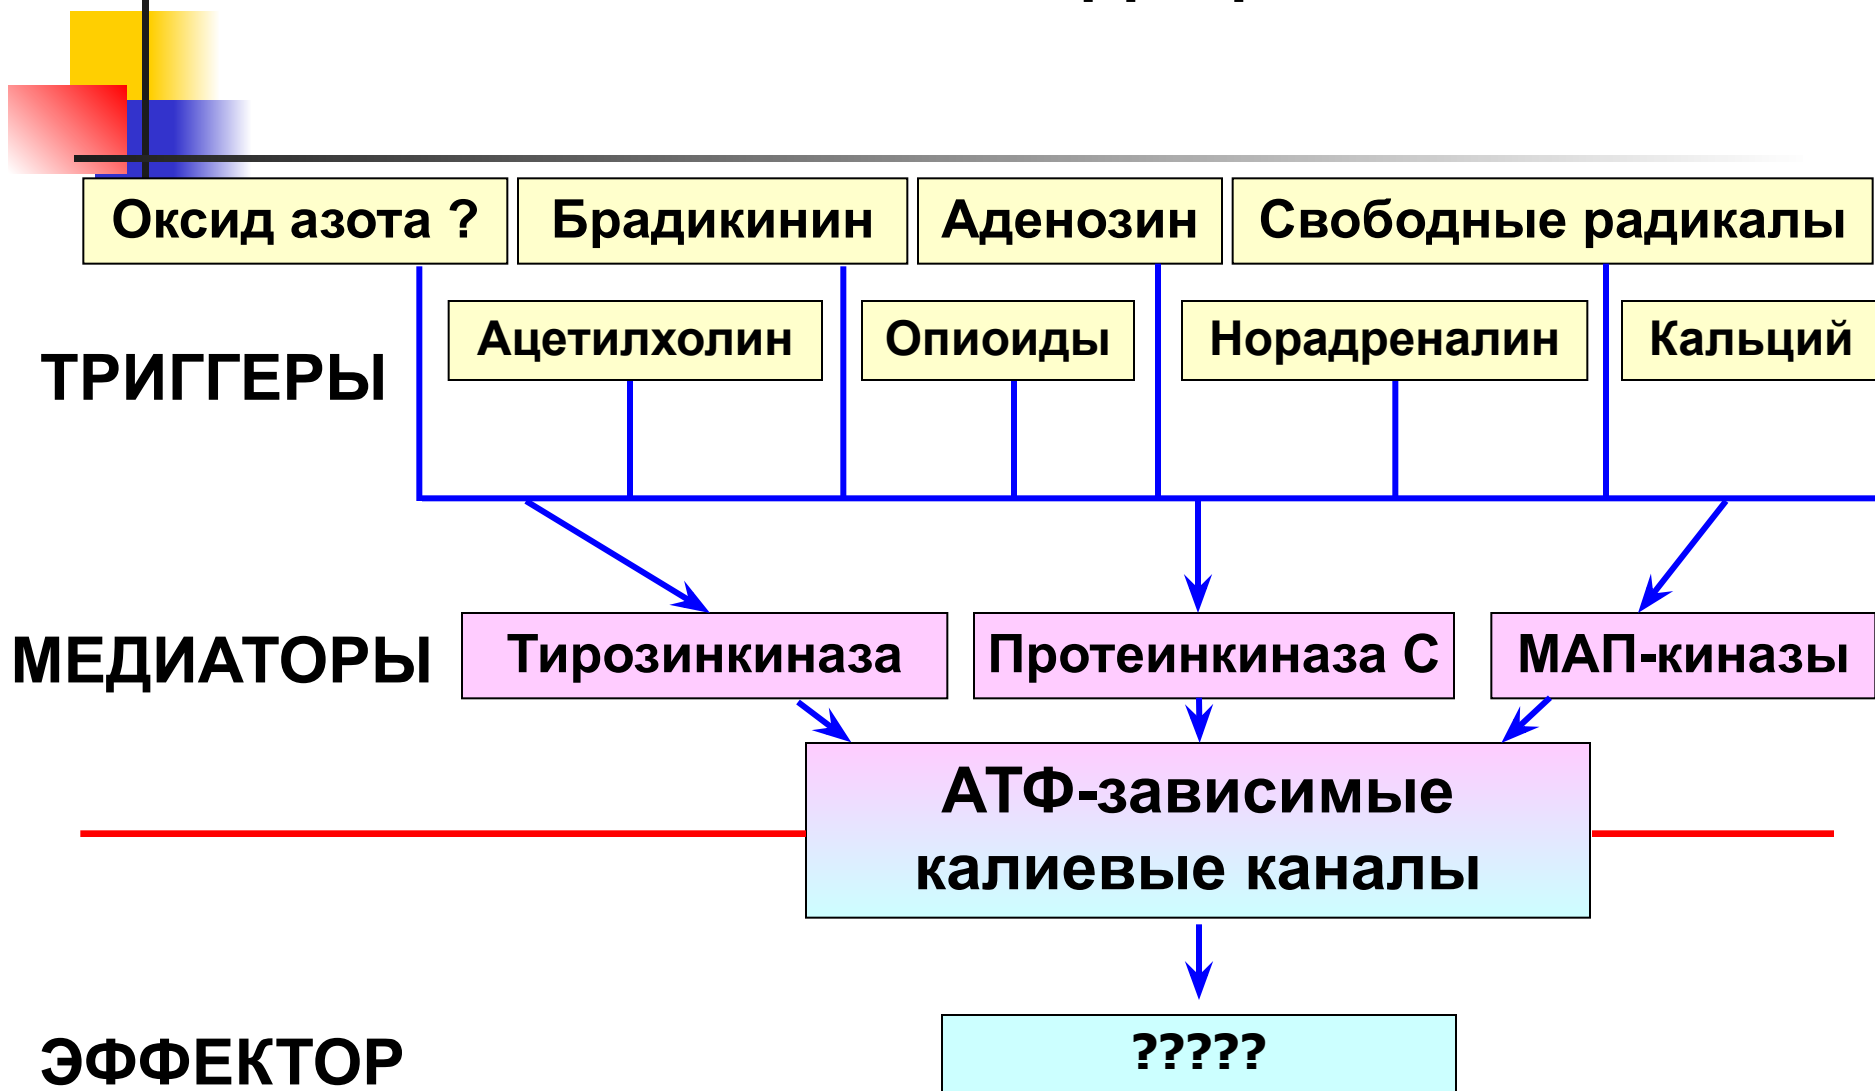 Оксид азота ?
Брадикинин
Аденозин
Свободные радикалы
Ацетилхолин
Опиоиды
Норадреналин
Кальций
ТРИГГЕРЫ
МЕДИАТОРЫ
Тирозинкиназа
Протеинкиназа С
МАП-киназы
АТФ-зависимые
калиевые каналы
ЭФФЕКТОР
?????